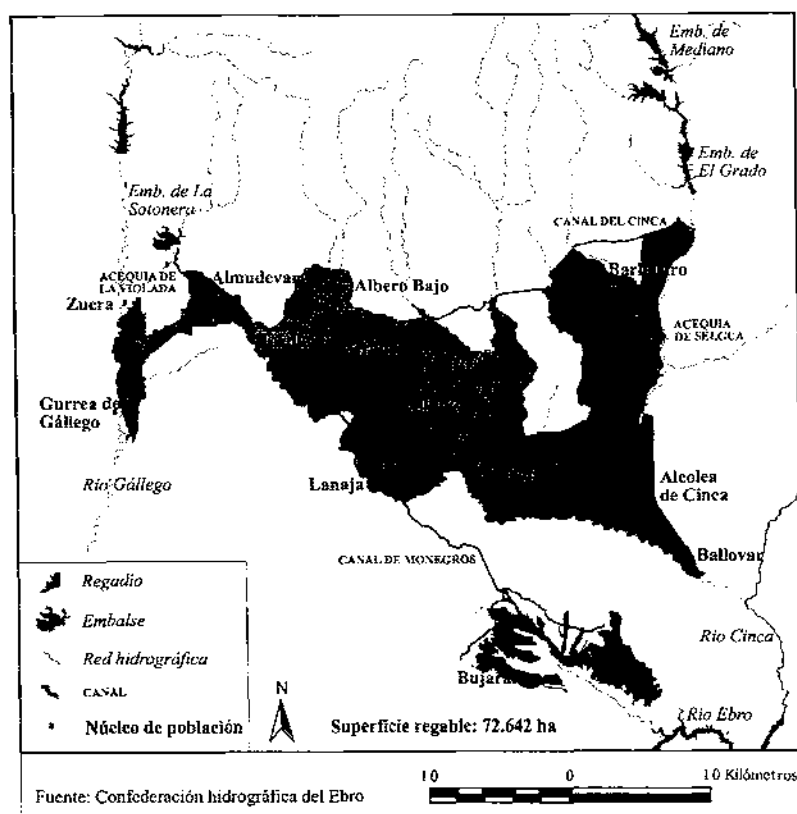 Emb. de
Mediano
Emb. de
El Grado
Emb. de La
Sotonera
CANAL DEL CINCA
ACEQUIA DE
LA VIOLADA
Almudevar
Albero Bajo
Zuera
ACEQUIA
DE SELGUA
Gurrea de
Gállego
Río Gállego
Lanaja
Alcolea
de Cinca
CANAL DE MONEGROS
Ballovar
Regadío
Embalse
Red hidrográfica
CANAL
Núcleo de población
Río Cinca
Río Ebro
N
Superfície regable: 72.642 ha
Fuente: Confederación hidrográfica del Ebro
10 0 10 Kilómetros